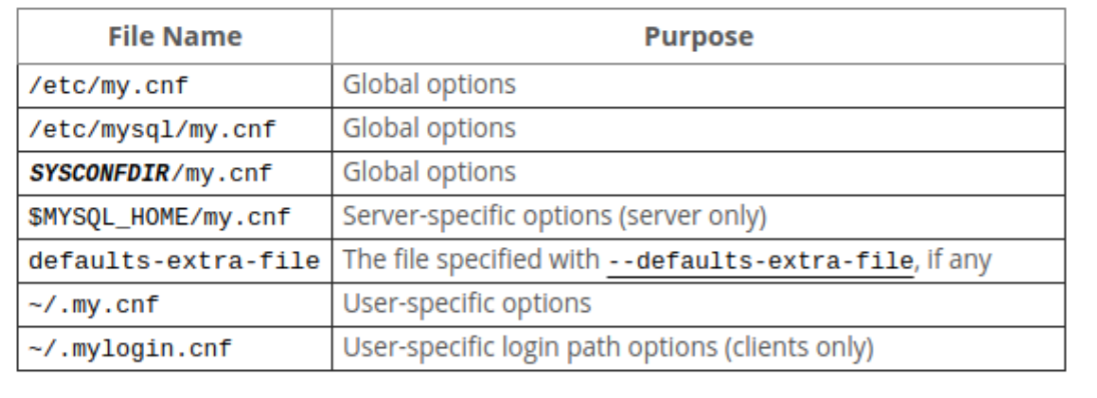 File Name Purpose
/etc/my.cnf Global options
/etc/mysql/my.cnf Global options
SYSCONFDIR/my.cnf Global options
$MYSQL_HOME/my.cnf Server-specific options (server only)
defaults-extra-file The file specified with --defaults-extra-file, if any
~/.my.cnf User-specific options
~/.mylogin.cnf User-specific login path options (clients only)